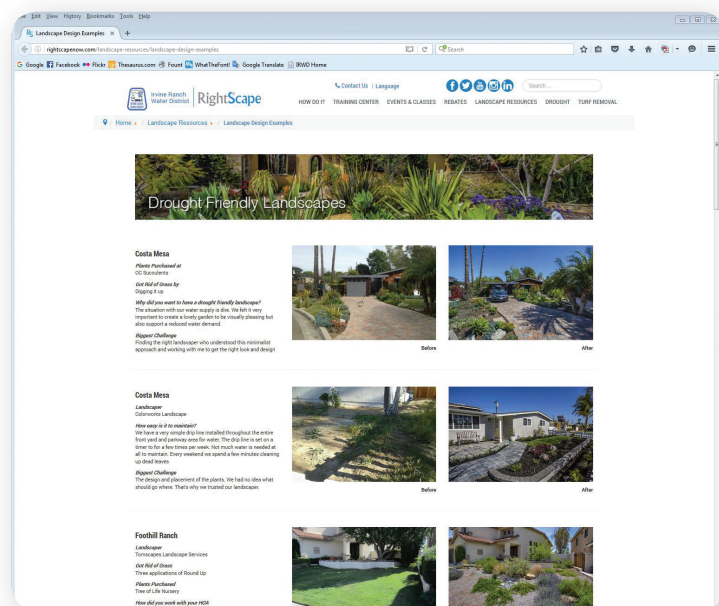 Edit View History Bookmarks Tools Help
Landscape Design Examples × +
rightscapenow.com/landscape-resources/landscape-design-examples
Search
Google Facebook Flickr Thesaurus.com Fount WhatTheFont! Google Translate IRWD Home
Contact Us | Language
Search...
Irvine Ranch
Water District
RightScape
HOW DO I? TRAINING CENTER EVENTS & CLASSES REBATES LANDSCAPE RESOURCES DROUGHT TURF REMOVAL
/ Home / Landscape Resources / Landscape Design Examples
Drought Friendly Landscapes
Costa Mesa
Plants Purchased at
OC Succulents
Got Rid of Grass by
Digging it up
Why did you want to have a drought friendly landscape?
The situation with our water supply is dire. We felt it very
important to create a lovely garden to be visually pleasing but
also support a reduced water demand.
Biggest Challenge
Finding the right landscaper who understood this minimalist
approach and working with me to get the right look and design
Before
After
Costa Mesa
Landscaper
Colorworks Landscape
How easy is it to maintain?
We have a very simple drip line installed throughout the entire
front yard and parkway area for water. The drip line is set on a
timer to for a few times per week. Not much water is needed at
all to maintain. Every weekend we spend a few minutes cleaning
up dead leaves
Biggest Challenge
The design and placement of the plants. We had no idea what
should go where. That's why we trusted our landscaper.
Before
After
Foothill Ranch
Landscaper
Tomscapes Landscape Services
Got Rid of Grass
Three applications of Round Up
Plants Purchased
Tree of Life Nursery
How did you work with your HOA